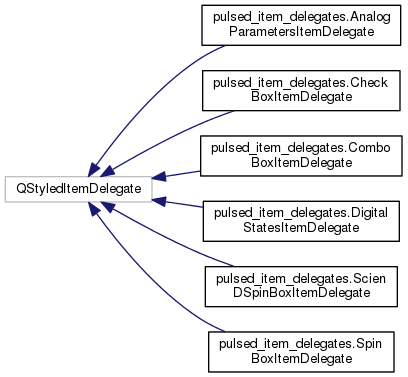 pulsed_item_delegates.Analog
ParametersItemDelegate
pulsed_item_delegates.Check
BoxItemDelegate
pulsed_item_delegates.Combo
BoxItemDelegate
QStyledItemDelegate
pulsed_item_delegates.Digital
StatesItemDelegate
pulsed_item_delegates.Scien
DSpinBoxItemDelegate
pulsed_item_delegates.Spin
BoxItemDelegate